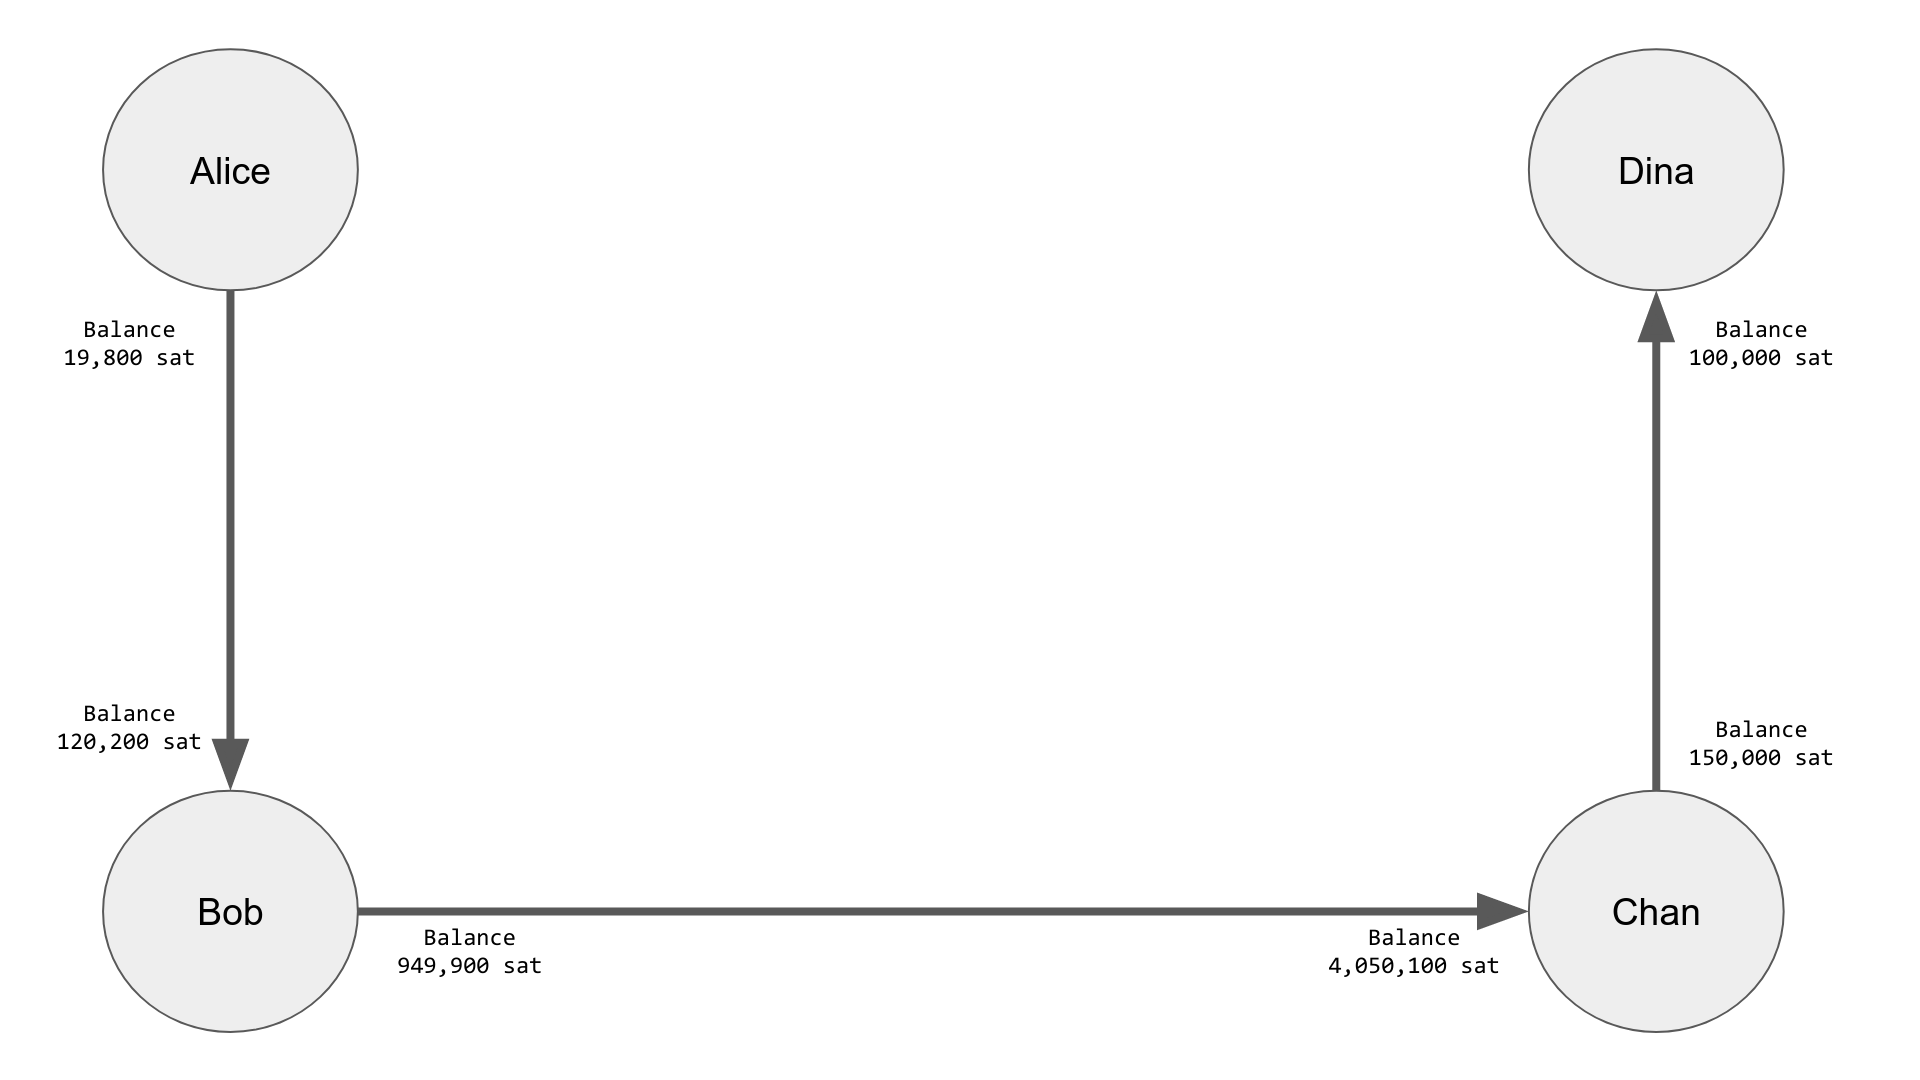 Alice
Dina
Balance
19,800 sat
Balance
100,000 sat
Balance
120,200 sat
Balance
150,000 sat
Bob
Chan
Balance
949,900 sat
Balance
4,050,100 sat